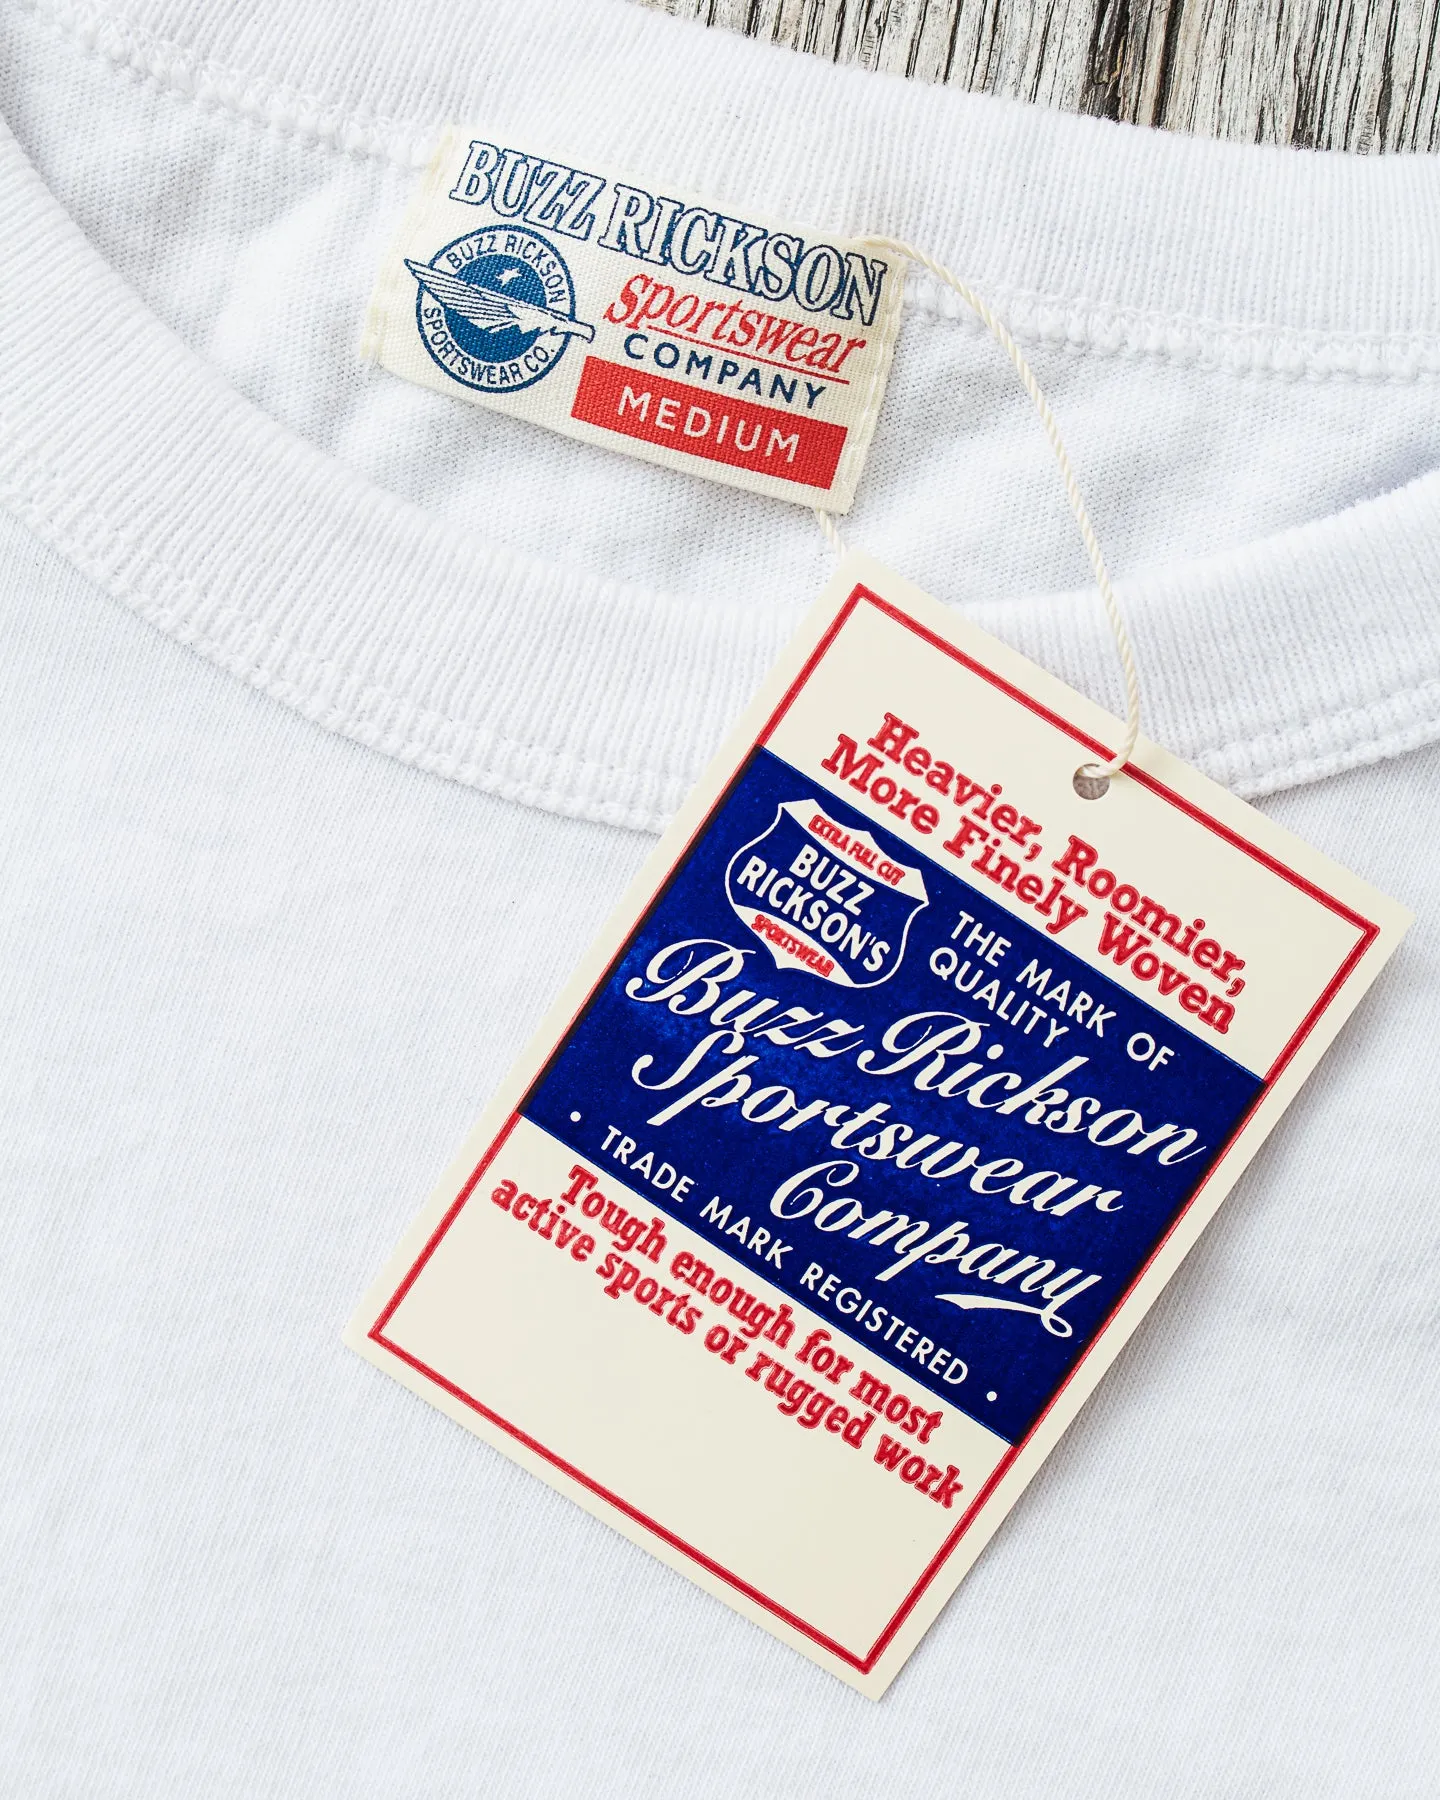 BUZZ RICKSON
BUZZ RICKSON
SPORTSWEAR CO.
Sportswear
COMPANY
MEDIUM
Heavier, Roomier,
More Finely Woven
EXTRA FULL CUT
BUZZ
RICKSON'S
SPORTSWEAR
THE MARK OF
QUALITY
Buzz Rickson
Sportswear
Company
• TRADE MARK REGISTERED •
Tough enough for most
active sports or rugged work